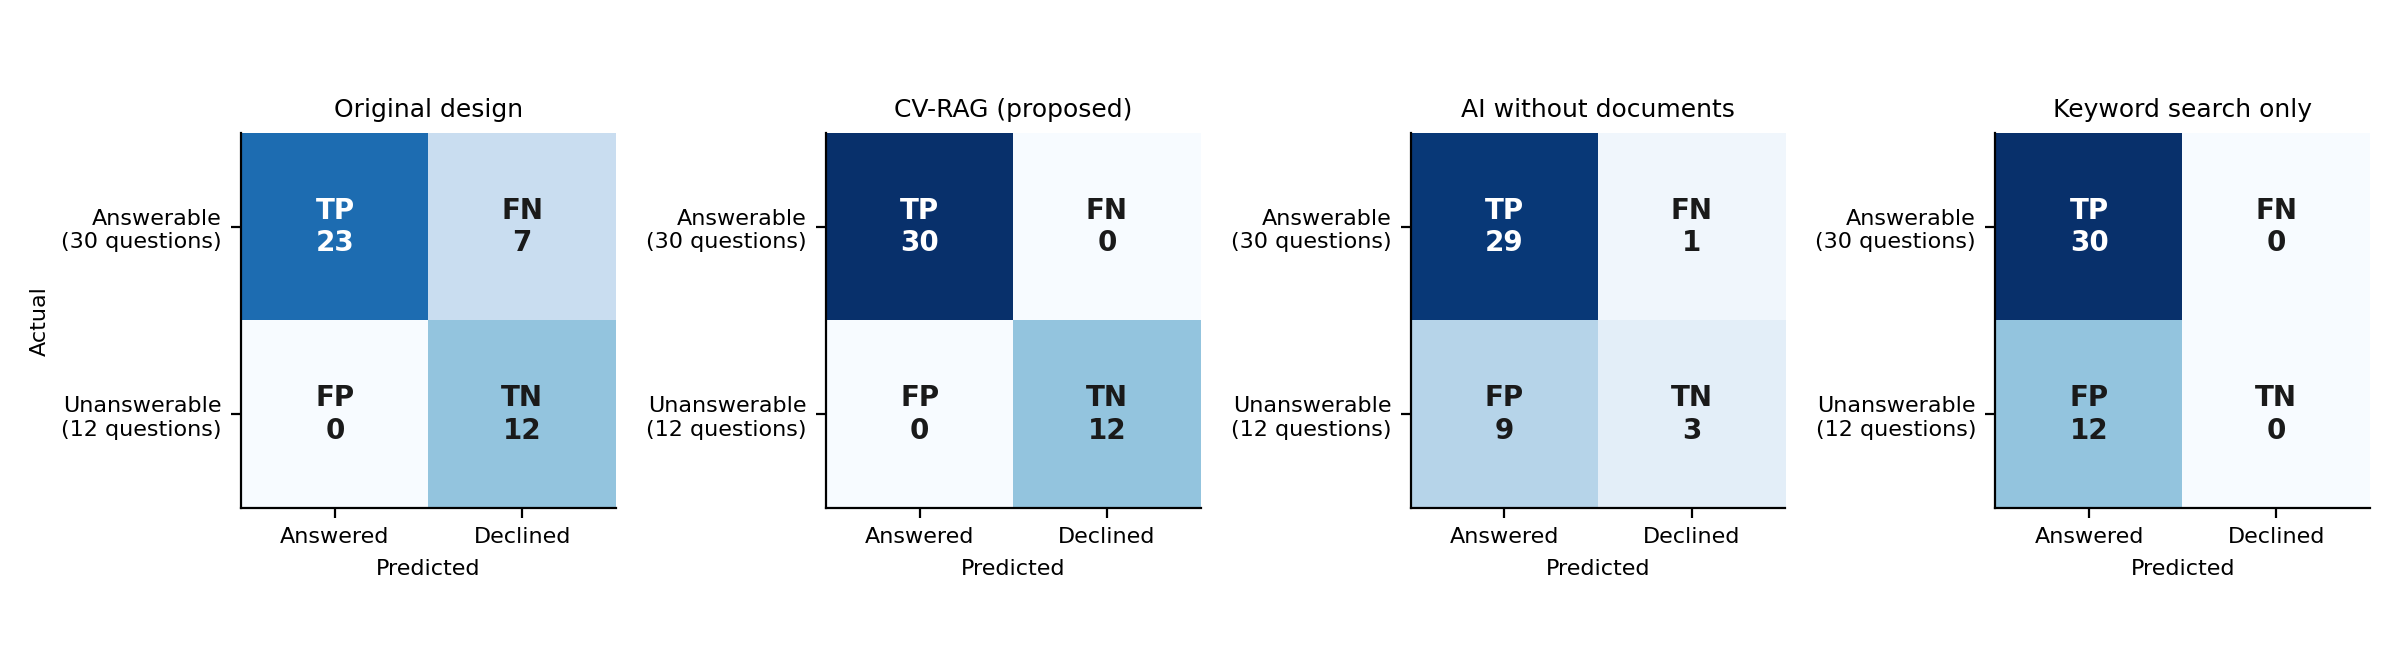 Original design
Actual
Answerable
(30 questions)
Unanswerable
(12 questions)
TP
23
FN
7
FP
0
TN
12
Answered
Declined
Predicted
CV-RAG (proposed)
Answerable
(30 questions)
Unanswerable
(12 questions)
TP
30
FN
0
FP
0
TN
12
Answered
Declined
Predicted
AI without documents
Answerable
(30 questions)
Unanswerable
(12 questions)
TP
29
FN
1
FP
9
TN
3
Answered
Declined
Predicted
Keyword search only
Answerable
(30 questions)
Unanswerable
(12 questions)
TP
30
FN
0
FP
12
TN
0
Answered
Declined
Predicted